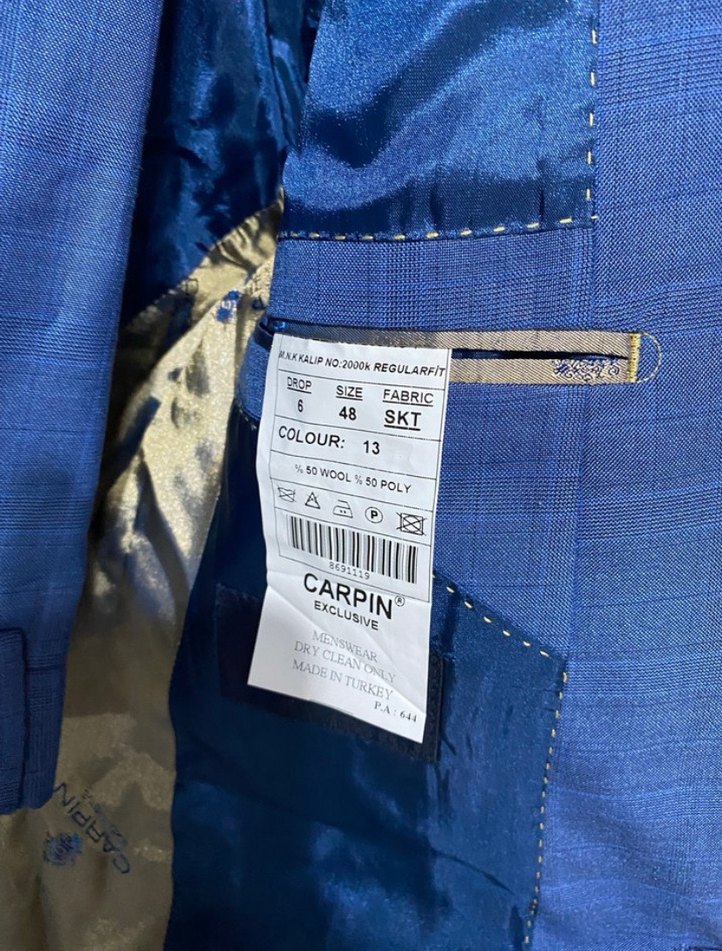 M.N.K KALIP NO:2000k REGULARFIT
DROP SIZE FABRIC
6 48 SKT
COLOUR: 13
% 50 WOOL % 50 POLY
P
8691119
CARPIN®
EXCLUSIVE
MENSWEAR
DRY CLEAN ONLY
MADE IN TURKEY
P.A : 644
CARPIN